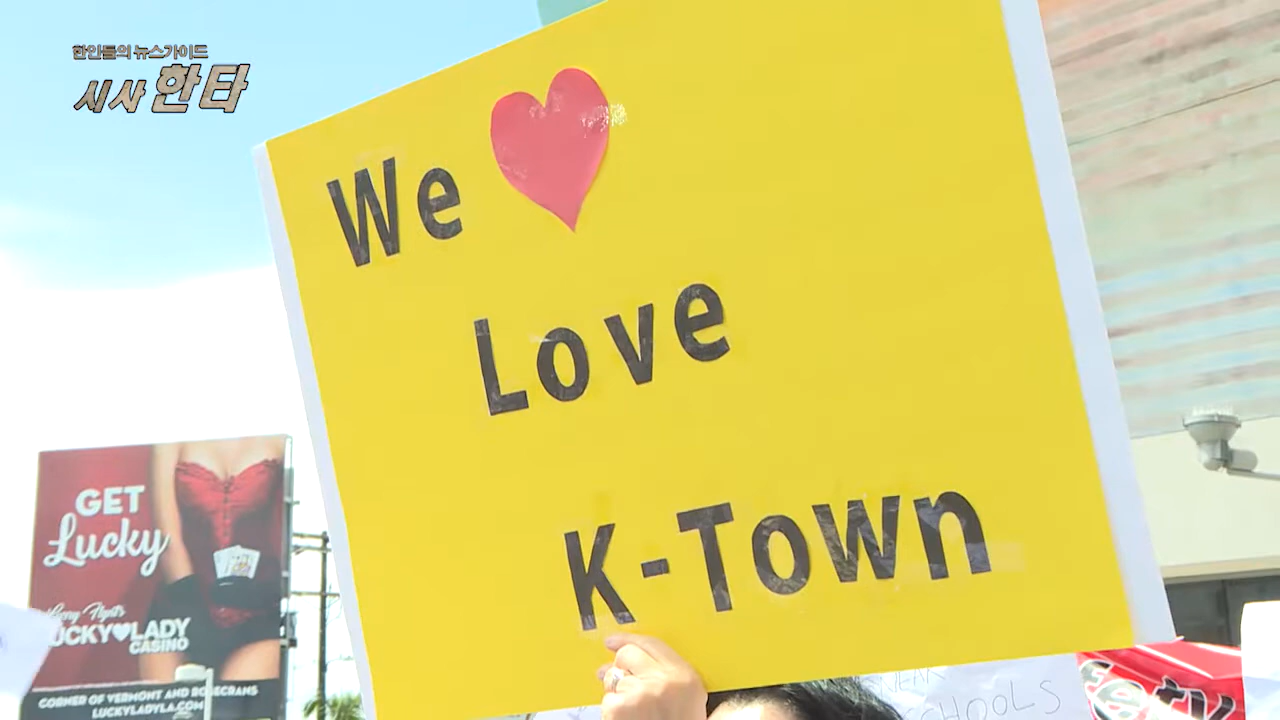 한인들의 뉴스가이드
시사 한타
We
Love
K-Town
GET
Lucky
LADY
CASINO
CORNER OF VERMONT AND ROSECRANS
LUCKYLADYLA.COM
SCHOOLS